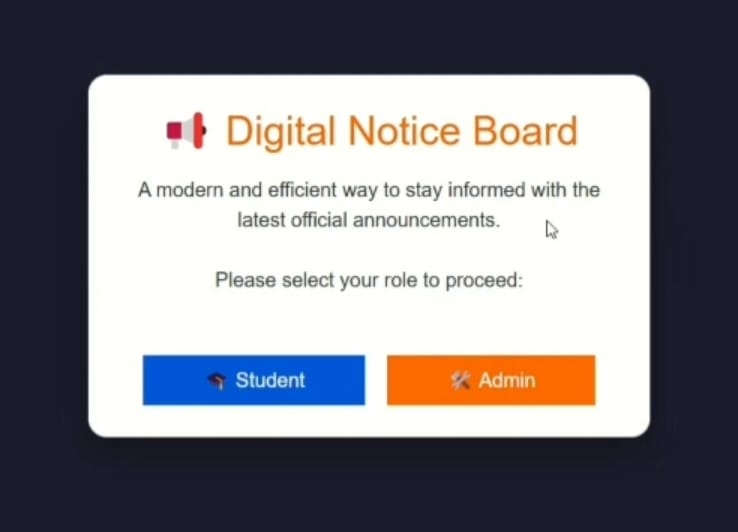 Digital Notice Board
A modern and efficient way to stay informed with the
latest official announcements.
Please select your role to proceed:
Student
Admin